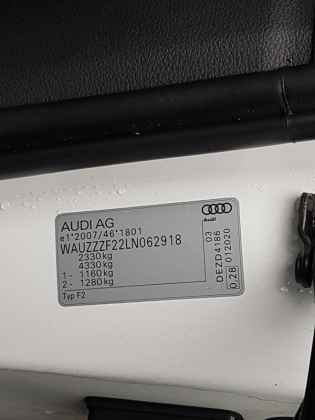 AUDI AG
e1*2007/46*1801
WAUZZZF22LN062918
2330kg
4330kg
1- 1160kg
2- 1280kg
Typ F2
Audi
DEZD4186 03
0,28 012020